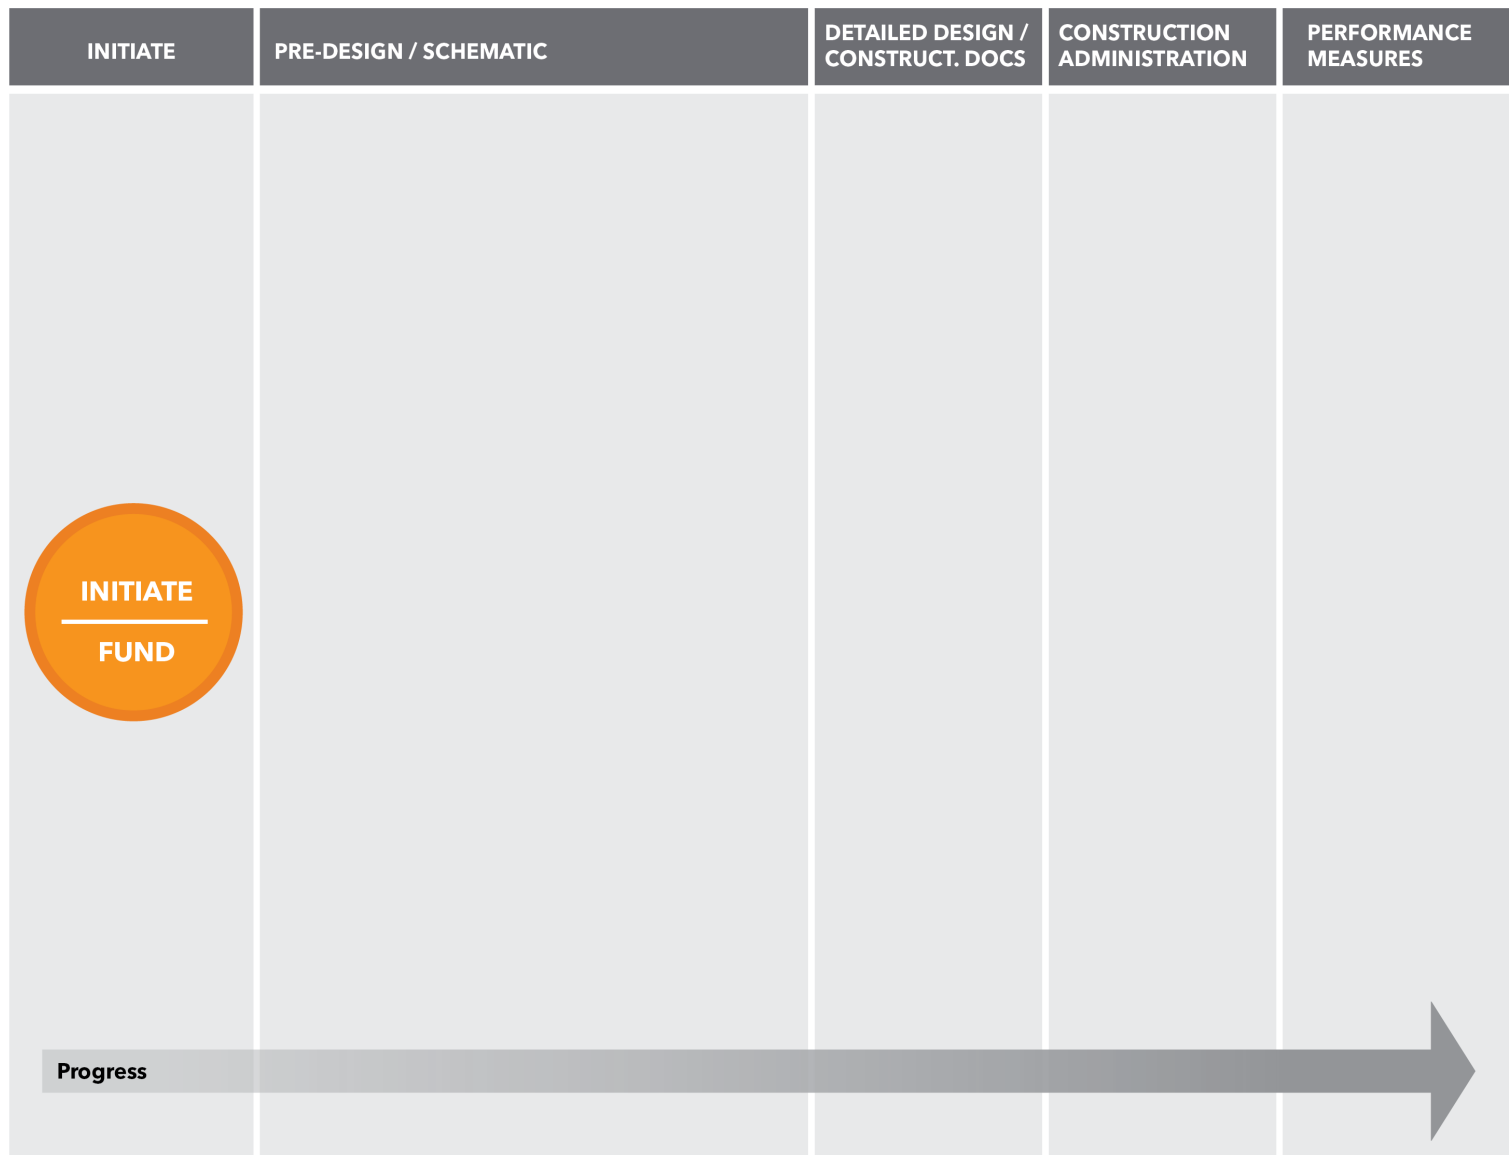 INITIATE
PRE-DESIGN / SCHEMATIC
DETAILED DESIGN /
CONSTRUCT. DOCS
CONSTRUCTION
ADMINISTRATION
PERFORMANCE
MEASURES
INITIATE
FUND
Progress